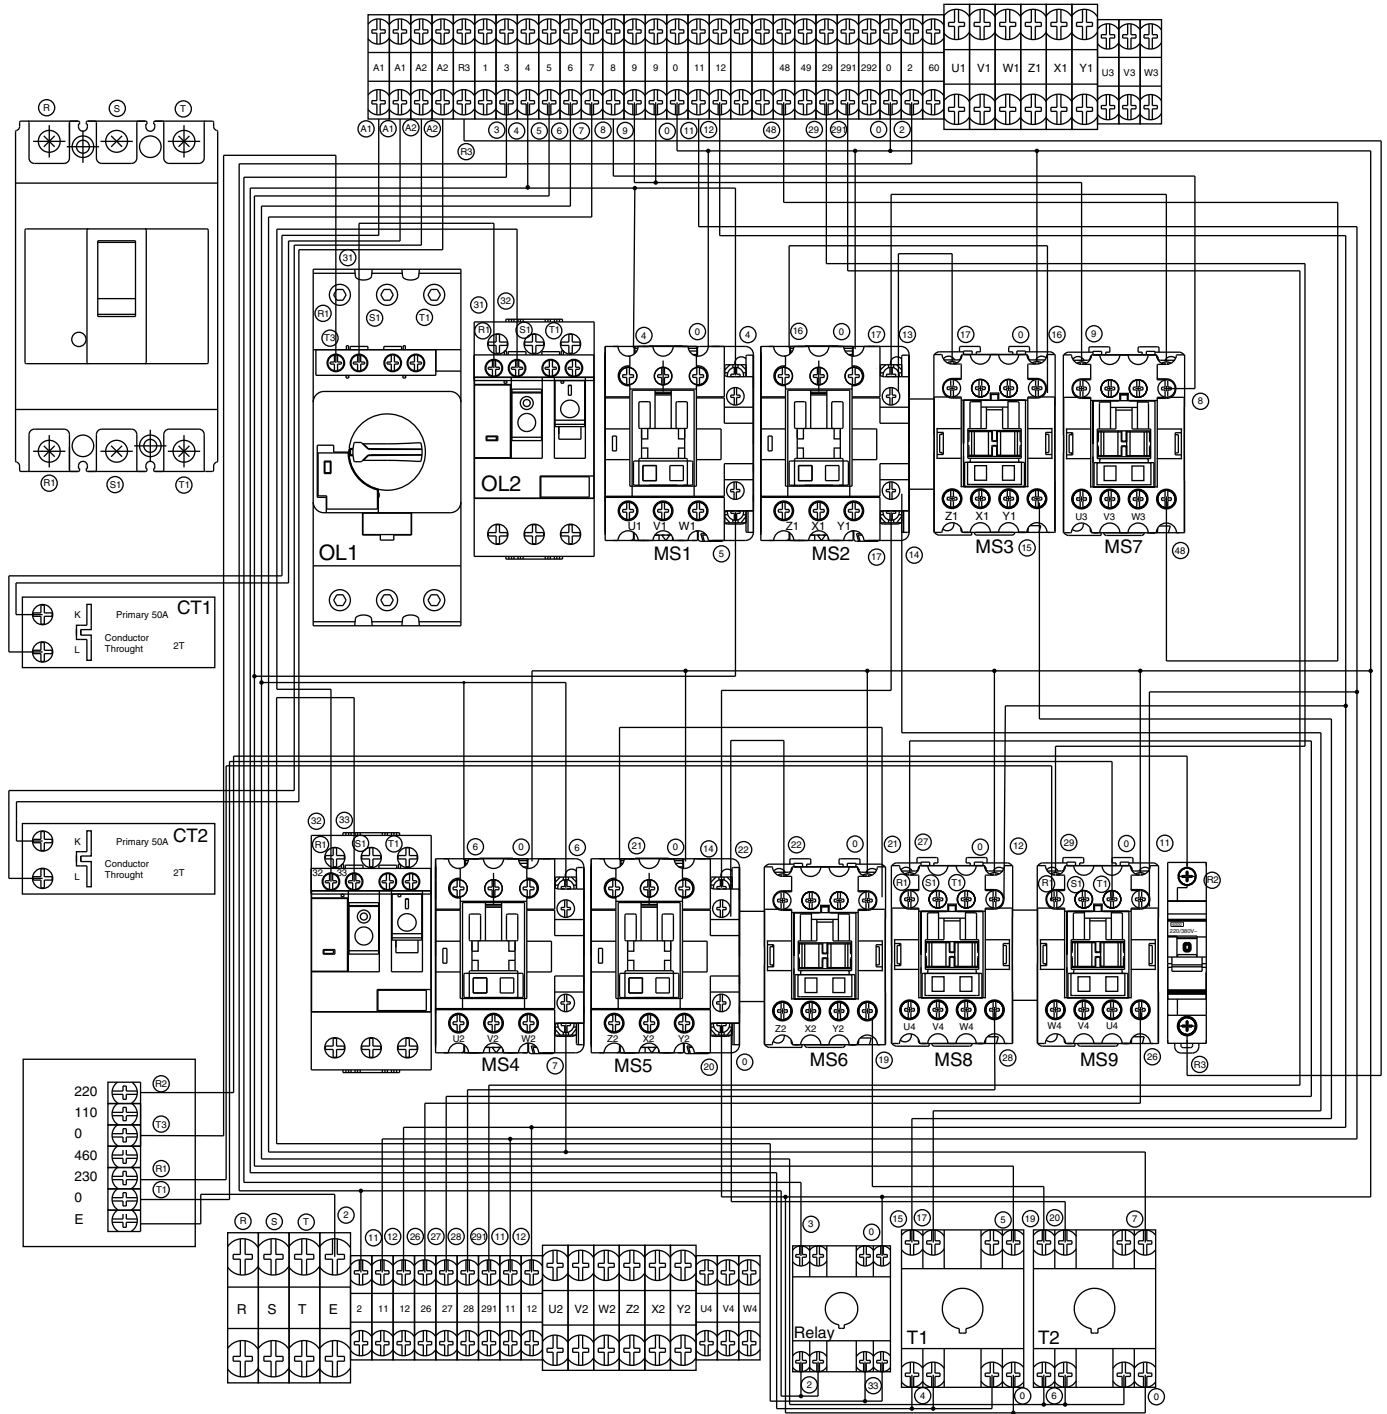 A1 A1 A2 A2 R3 1 3 4 5 6 7 8 9 9 0 11 12 48 49 29 291 292 0 2 60 U1 V1 W1 Z1 X1 Y1 U3 V3 W3
R S T
A1 A1 A2 A2 R3 3 4 5 6 7 8 9 0 11 12 48 29 291 0 2
31
R1 S1 T1
T3
31 32
R1 S1 T1
4 0 4
16 0 17 13
17 0 16
9
8
R1 S1 T1
OL1
OL2
U1 V1 W1
MS1 5
Z1 X1 Y1
MS2 17 14
Z1 X1 Y1
MS3 15
U3 V3 W3
MS7 48
CT1
K Primary 50A
Conductor
L Throught 2T
CT2
K Primary 50A
Conductor
L Throught 2T
32 33
R1 S1 T1
32 33
6 0 6
21 0 14 22
22 0 21
27 0 12
R1 S1 T1
29 0 11
R1 S1 T1
R2
220/380V~
0
U2 V2 W2
MS4 7
Z2 X2 Y2
MS5 20 0
Z2 X2 Y2
MS6 19
U4 V4 W4
MS8 28
W4 V4 U4
MS9 26
R3
220 R2
110
0 T3
460
230 R1
0 T1
E
R S T 2
11 12 26 27 28 291 11 12
R S T E 2 11 12 26 27 28 291 11 12 U2 V2 W2 Z2 X2 Y2 U4 V4 W4
3 0
Relay
2 33
15 17 5
T1
4 0
19 20 7
T2
6 0